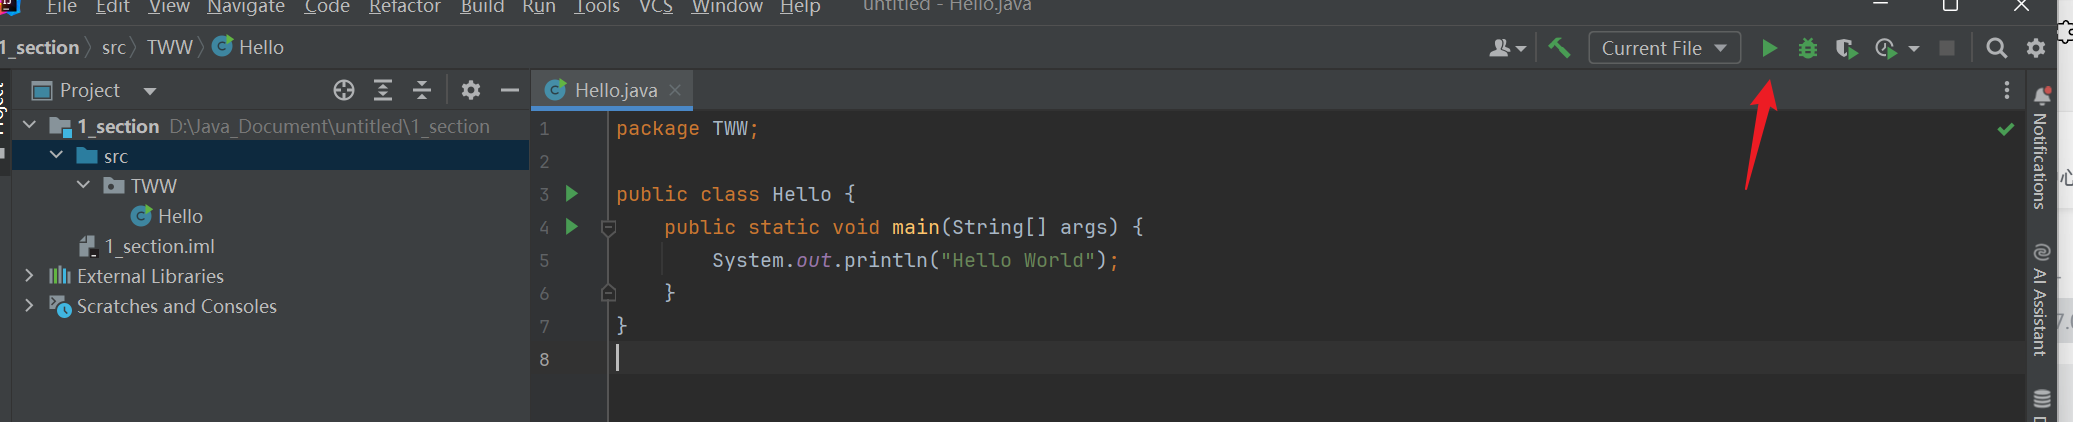 File Edit View Navigate Code Refactor Build Run Tools VCS Window Help untitled - Hello.java
1_section src TWW Hello
Current File
Project
Hello.java
1_section D:\Java_Document\untitled\1_section
src
TWW
Hello
1_section.iml
External Libraries
Scratches and Consoles
1 package TWW;
2
3 public class Hello {
4 public static void main(String[] args) {
5 System.out.println("Hello World");
6 }
7 }
8
Notifications
AI Assistant